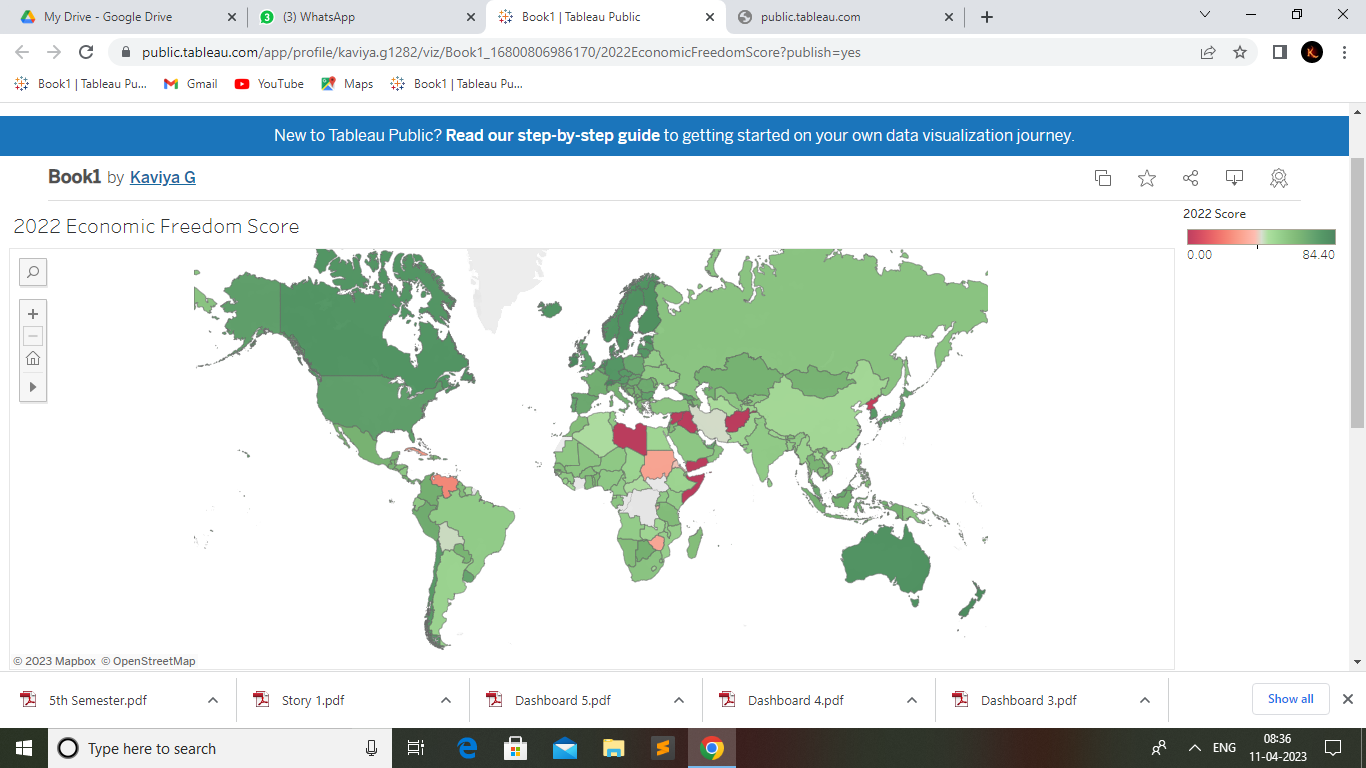 My Drive - Google Drive
3
(3) WhatsApp
Book1 | Tableau Public
public.tableau.com
public.tableau.com/app/profile/kaviya.g1282/viz/Book1_16800806986170/2022EconomicFreedomScore?publish=yes
Book1 | Tableau Pu...
Gmail
YouTube
Maps
Book1 | Tableau Pu...
New to Tableau Public? Read our step-by-step guide to getting started on your own data visualization journey.
Book1 by Kaviya G
2022 Economic Freedom Score
2022 Score
0.00 84.40
© 2023 Mapbox © OpenStreetMap
5th Semester.pdf
Story 1.pdf
Dashboard 5.pdf
Dashboard 4.pdf
Dashboard 3.pdf
Show all
Type here to search
ENG
08:36
11-04-2023